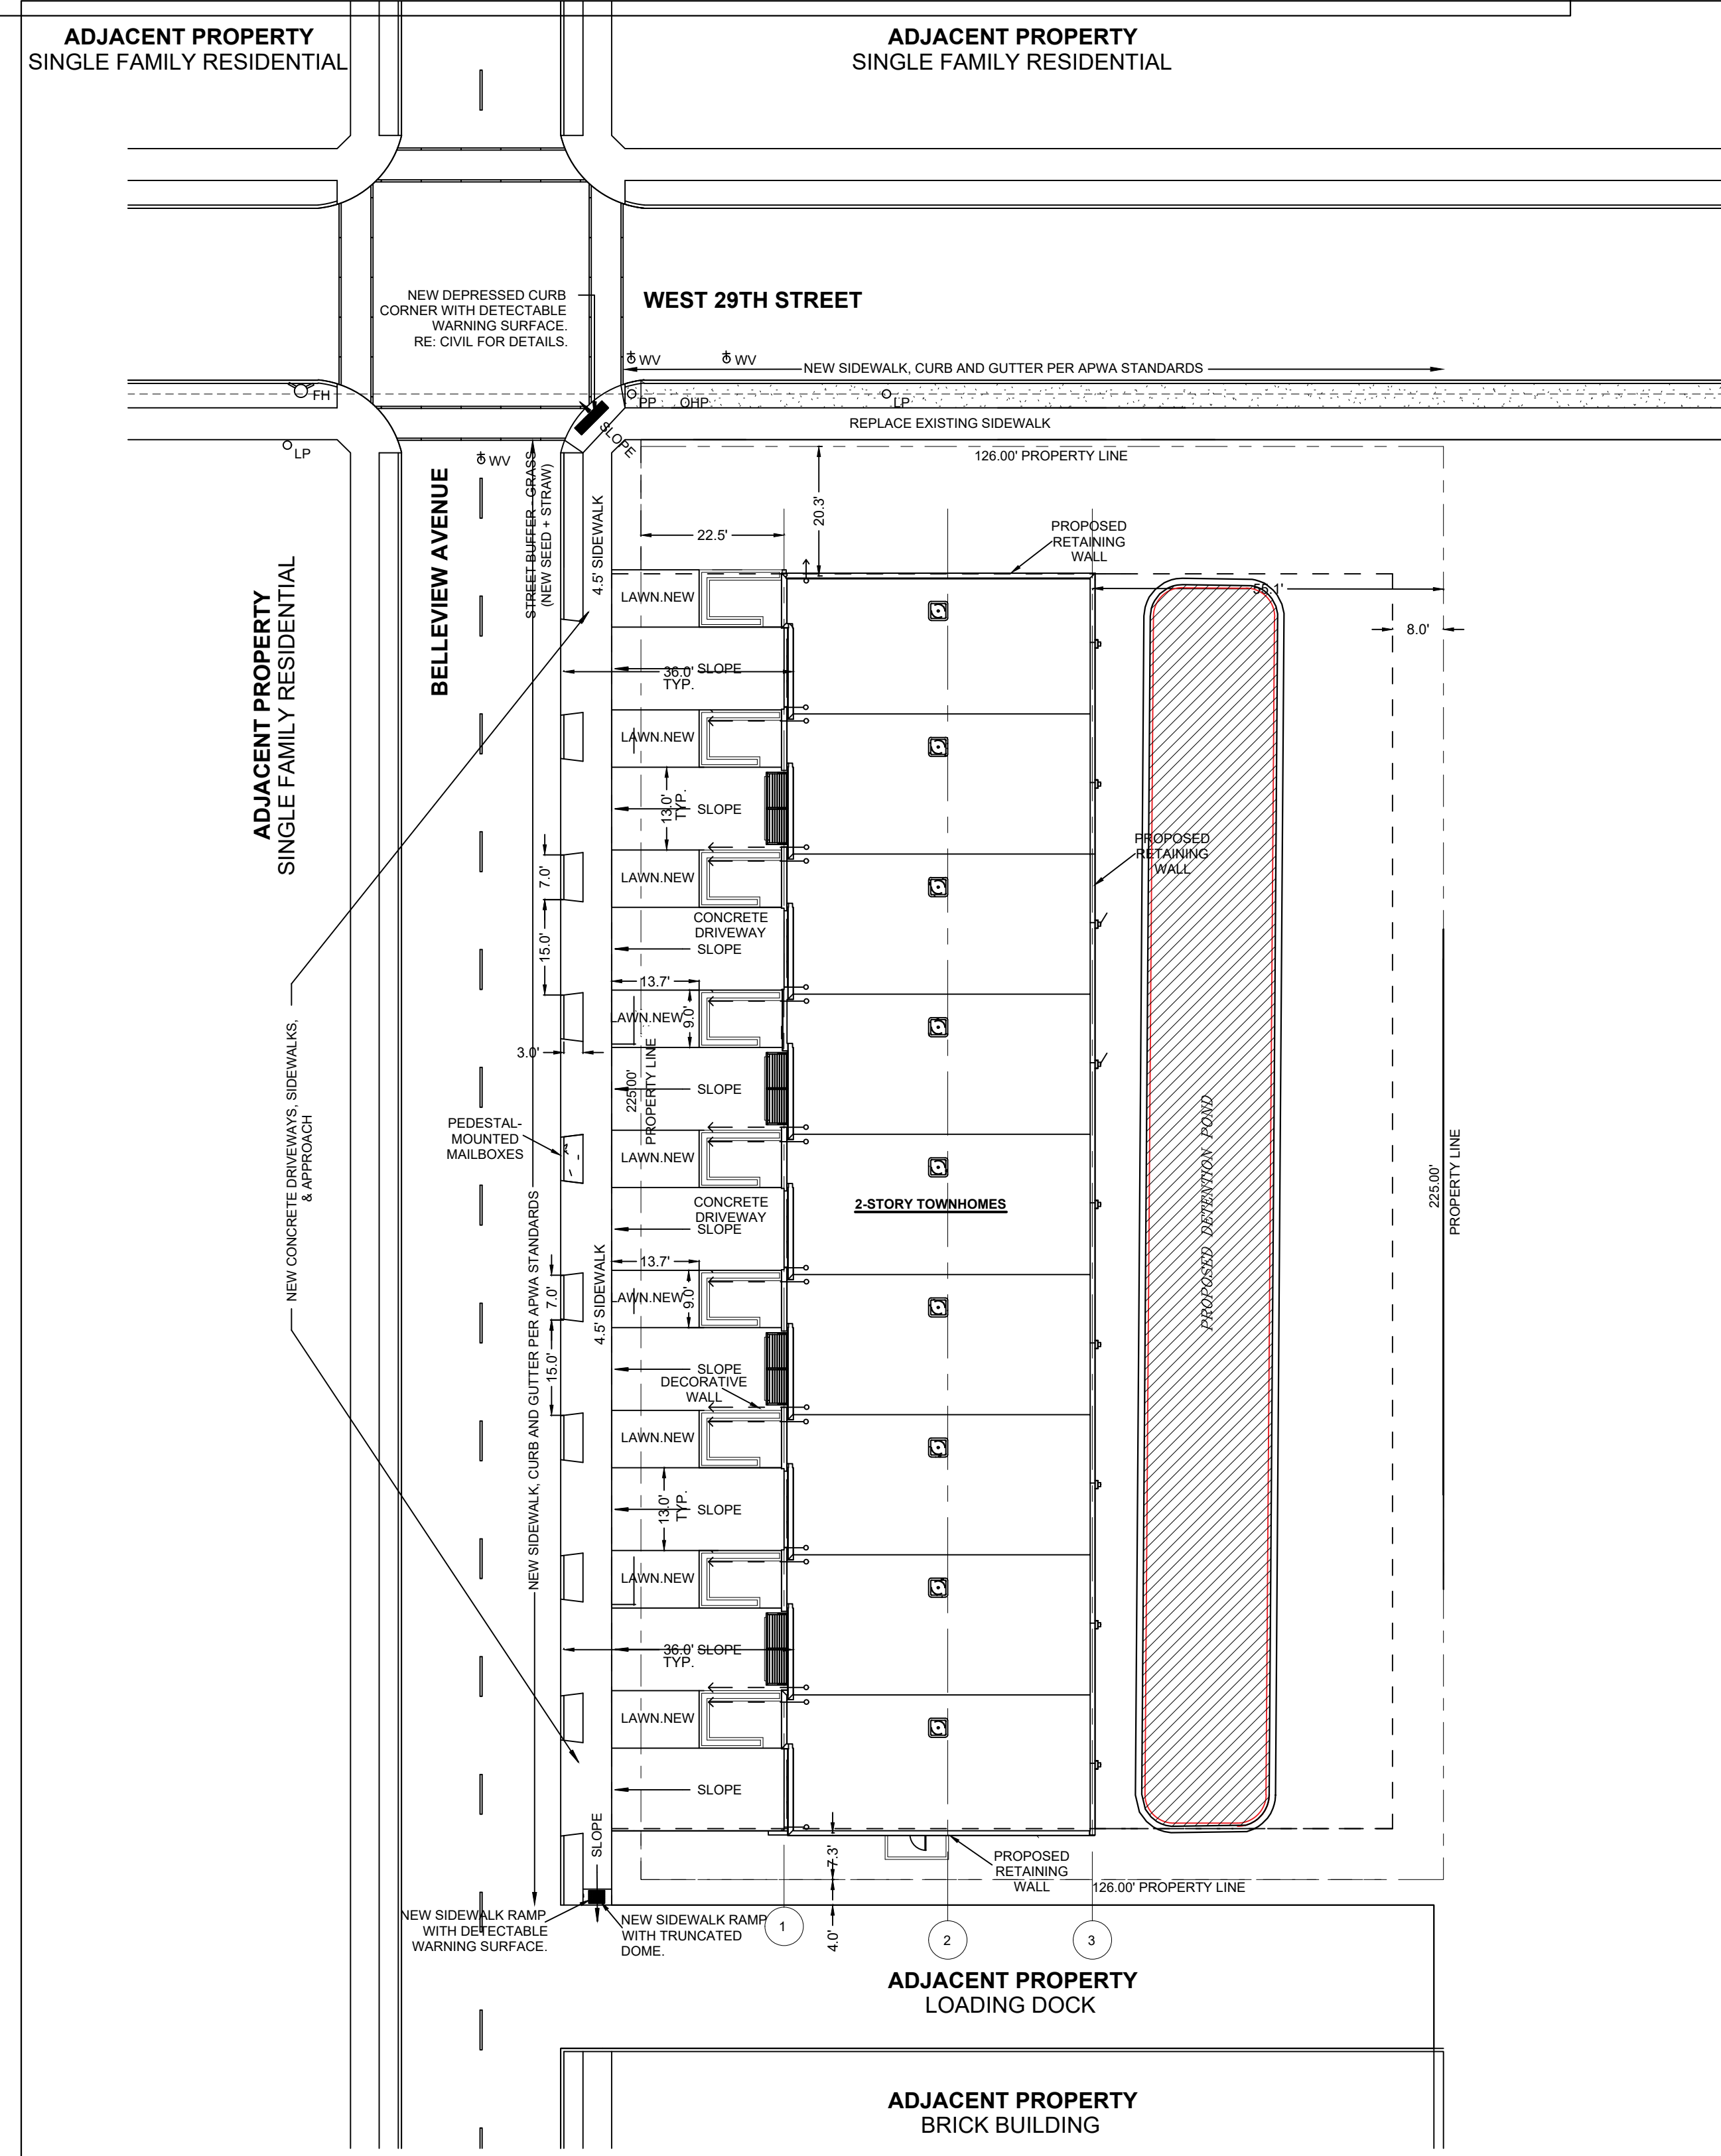 ADJACENT PROPERTY
SINGLE FAMILY RESIDENTIAL
ADJACENT PROPERTY
SINGLE FAMILY RESIDENTIAL
NEW DEPRESSED CURB
CORNER WITH DETECTABLE
WARNING SURFACE.
RE: CIVIL FOR DETAILS.
WEST 29TH STREET
WV
WV
NEW SIDEWALK, CURB AND GUTTER PER APWA STANDARDS
FH
PP
OHP
LP
REPLACE EXISTING SIDEWALK
SLOPE
LP
WV
126.00' PROPERTY LINE
BELLEVIEW AVENUE
STREET BUFFER - GRASS
(NEW SEED + STRAW)
4.5' SIDEWALK
20.3'
22.5'
PROPOSED
RETAINING
WALL
ADJACENT PROPERTY
SINGLE FAMILY RESIDENTIAL
55.1'
8.0'
LAWN.NEW
SLOPE
36.0'
TYP.
LAWN.NEW
13.0'
TYP.
SLOPE
PROPOSED
RETAINING
WALL
7.0'
LAWN.NEW
15.0'
CONCRETE
DRIVEWAY
SLOPE
13.7'
LAWN.NEW
9.0'
3.0'
NEW CONCRETE DRIVEWAYS, SIDEWALKS,
& APPROACH
225.00'
PROPERTY LINE
SLOPE
PEDESTAL-
MOUNTED
MAILBOXES
LAWN.NEW
CONCRETE
DRIVEWAY
SLOPE
2-STORY TOWNHOMES
PROPOSED DETENTION POND
225.00'
PROPERTY LINE
NEW SIDEWALK, CURB AND GUTTER PER APWA STANDARDS
4.5' SIDEWALK
13.7'
7.0'
LAWN.NEW
9.0'
15.0'
SLOPE
DECORATIVE
WALL
LAWN.NEW
13.0'
TYP.
SLOPE
LAWN.NEW
36.0'
TYP.
SLOPE
LAWN.NEW
SLOPE
SLOPE
7.3'
PROPOSED
RETAINING
WALL
126.00' PROPERTY LINE
NEW SIDEWALK RAMP
WITH DETECTABLE
WARNING SURFACE.
NEW SIDEWALK RAMP
WITH TRUNCATED
DOME.
4.0'
1
2
3
ADJACENT PROPERTY
LOADING DOCK
ADJACENT PROPERTY
BRICK BUILDING